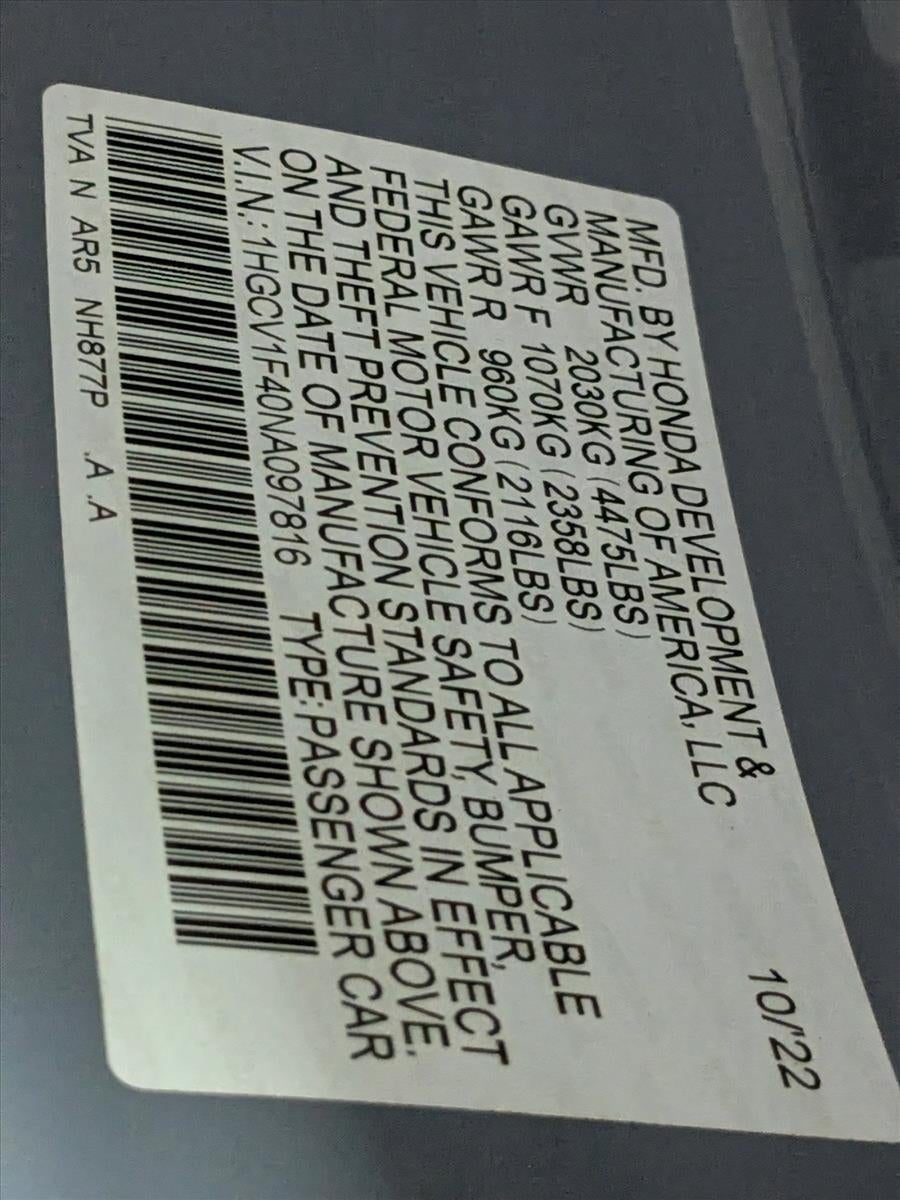 MFD. BY HONDA DEVELOPMENT & 10/'22
MANUFACTURING OF AMERICA, LLC
GVWR 2030KG (4475LBS)
GAWR F 1070KG (2358LBS)
GAWR R 960KG (2116LBS)
THIS VEHICLE CONFORMS TO ALL APPLICABLE
FEDERAL MOTOR VEHICLE SAFETY, BUMPER,
AND THEFT PREVENTION STANDARDS IN EFFECT
ON THE DATE OF MANUFACTURE SHOWN ABOVE.
V.I.N.: 1HGCV1F40NA097816 TYPE: PASSENGER CAR
TVA N AR5 NH877P .A .A